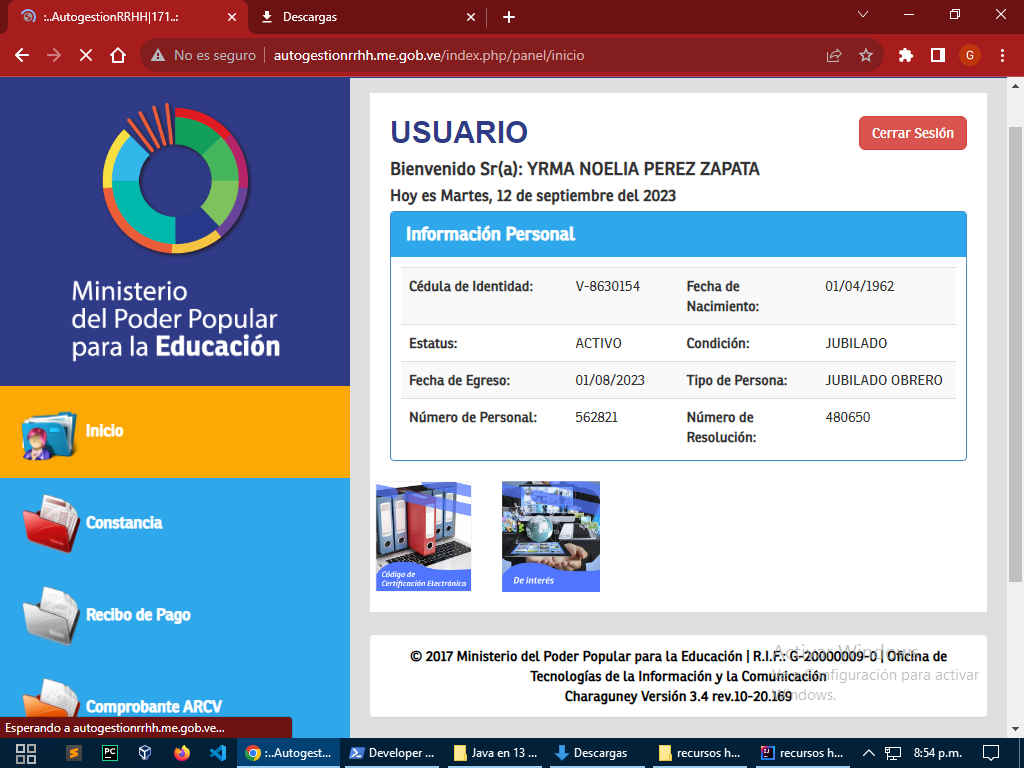 :..AutogestionRRHH|171..:
Descargas
No es seguro
autogestionrrhh.me.gob.ve/index.php/panel/inicio
G
Ministerio
del Poder Popular
para la Educación
Inicio
Constancia
Recibo de Pago
Comprobante ARCV
USUARIO
Cerrar Sesión
Bienvenido Sr(a): YRMA NOELIA PEREZ ZAPATA
Hoy es Martes, 12 de septiembre del 2023
Información Personal
Cédula de Identidad: V-8630154 Fecha de Nacimiento: 01/04/1962
Estatus: ACTIVO Condición: JUBILADO
Fecha de Egreso: 01/08/2023 Tipo de Persona: JUBILADO OBRERO
Número de Personal: 562821 Número de Resolución: 480650
Código de
Certificación Electrónica
De interés
© 2017 Ministerio del Poder Popular para la Educación | R.I.F.: G-20000009-0 | Oficina de
Tecnologías de la Información y la Comunicación
Charaguney Versión 3.4 rev.10-20.169
Activar Windows
Ve a Configuración para activar
Windows.
Esperando a autogestionrrhh.me.gob.ve...
PC
:..Autogest...
Developer ...
Java en 13 ...
Descargas
recursos h...
recursos h...
8:54 p.m.